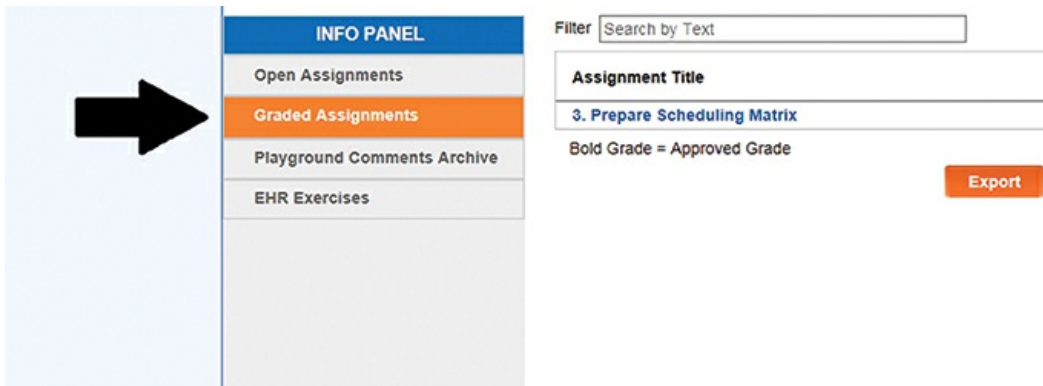 INFO PANEL
Open Assignments
Graded Assignments
Playground Comments Archive
EHR Exercises
Filter Search by Text
Assignment Title
3. Prepare Scheduling Matrix
Bold Grade = Approved Grade
Export